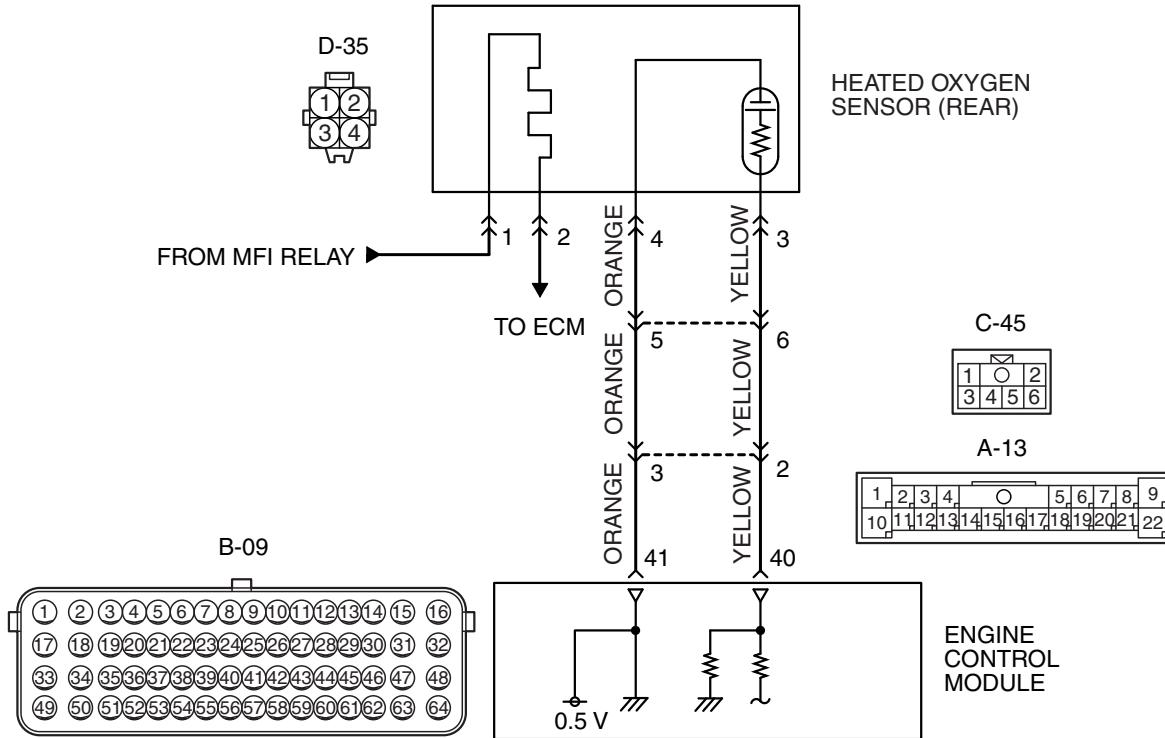 D-35
1 2
3 4
HEATED OXYGEN
SENSOR (REAR)
FROM MFI RELAY
1
2
4
3
ORANGE
YELLOW
TO ECM
5
6
ORANGE
YELLOW
C-45
1 2
3 4 5 6
3
2
A-13
1 2 3 4 5 6 7 8 9
10 11 12 13 14 15 16 17 18 19 20 21 22
ORANGE
YELLOW
41
40
B-09
1 2 3 4 5 6 7 8 9 10 11 12 13 14 15 16
17 18 19 20 21 22 23 24 25 26 27 28 29 30 31 32
33 34 35 36 37 38 39 40 41 42 43 44 45 46 47 48
49 50 51 52 53 54 55 56 57 58 59 60 61 62 63 64
0.5 V
ENGINE
CONTROL
MODULE